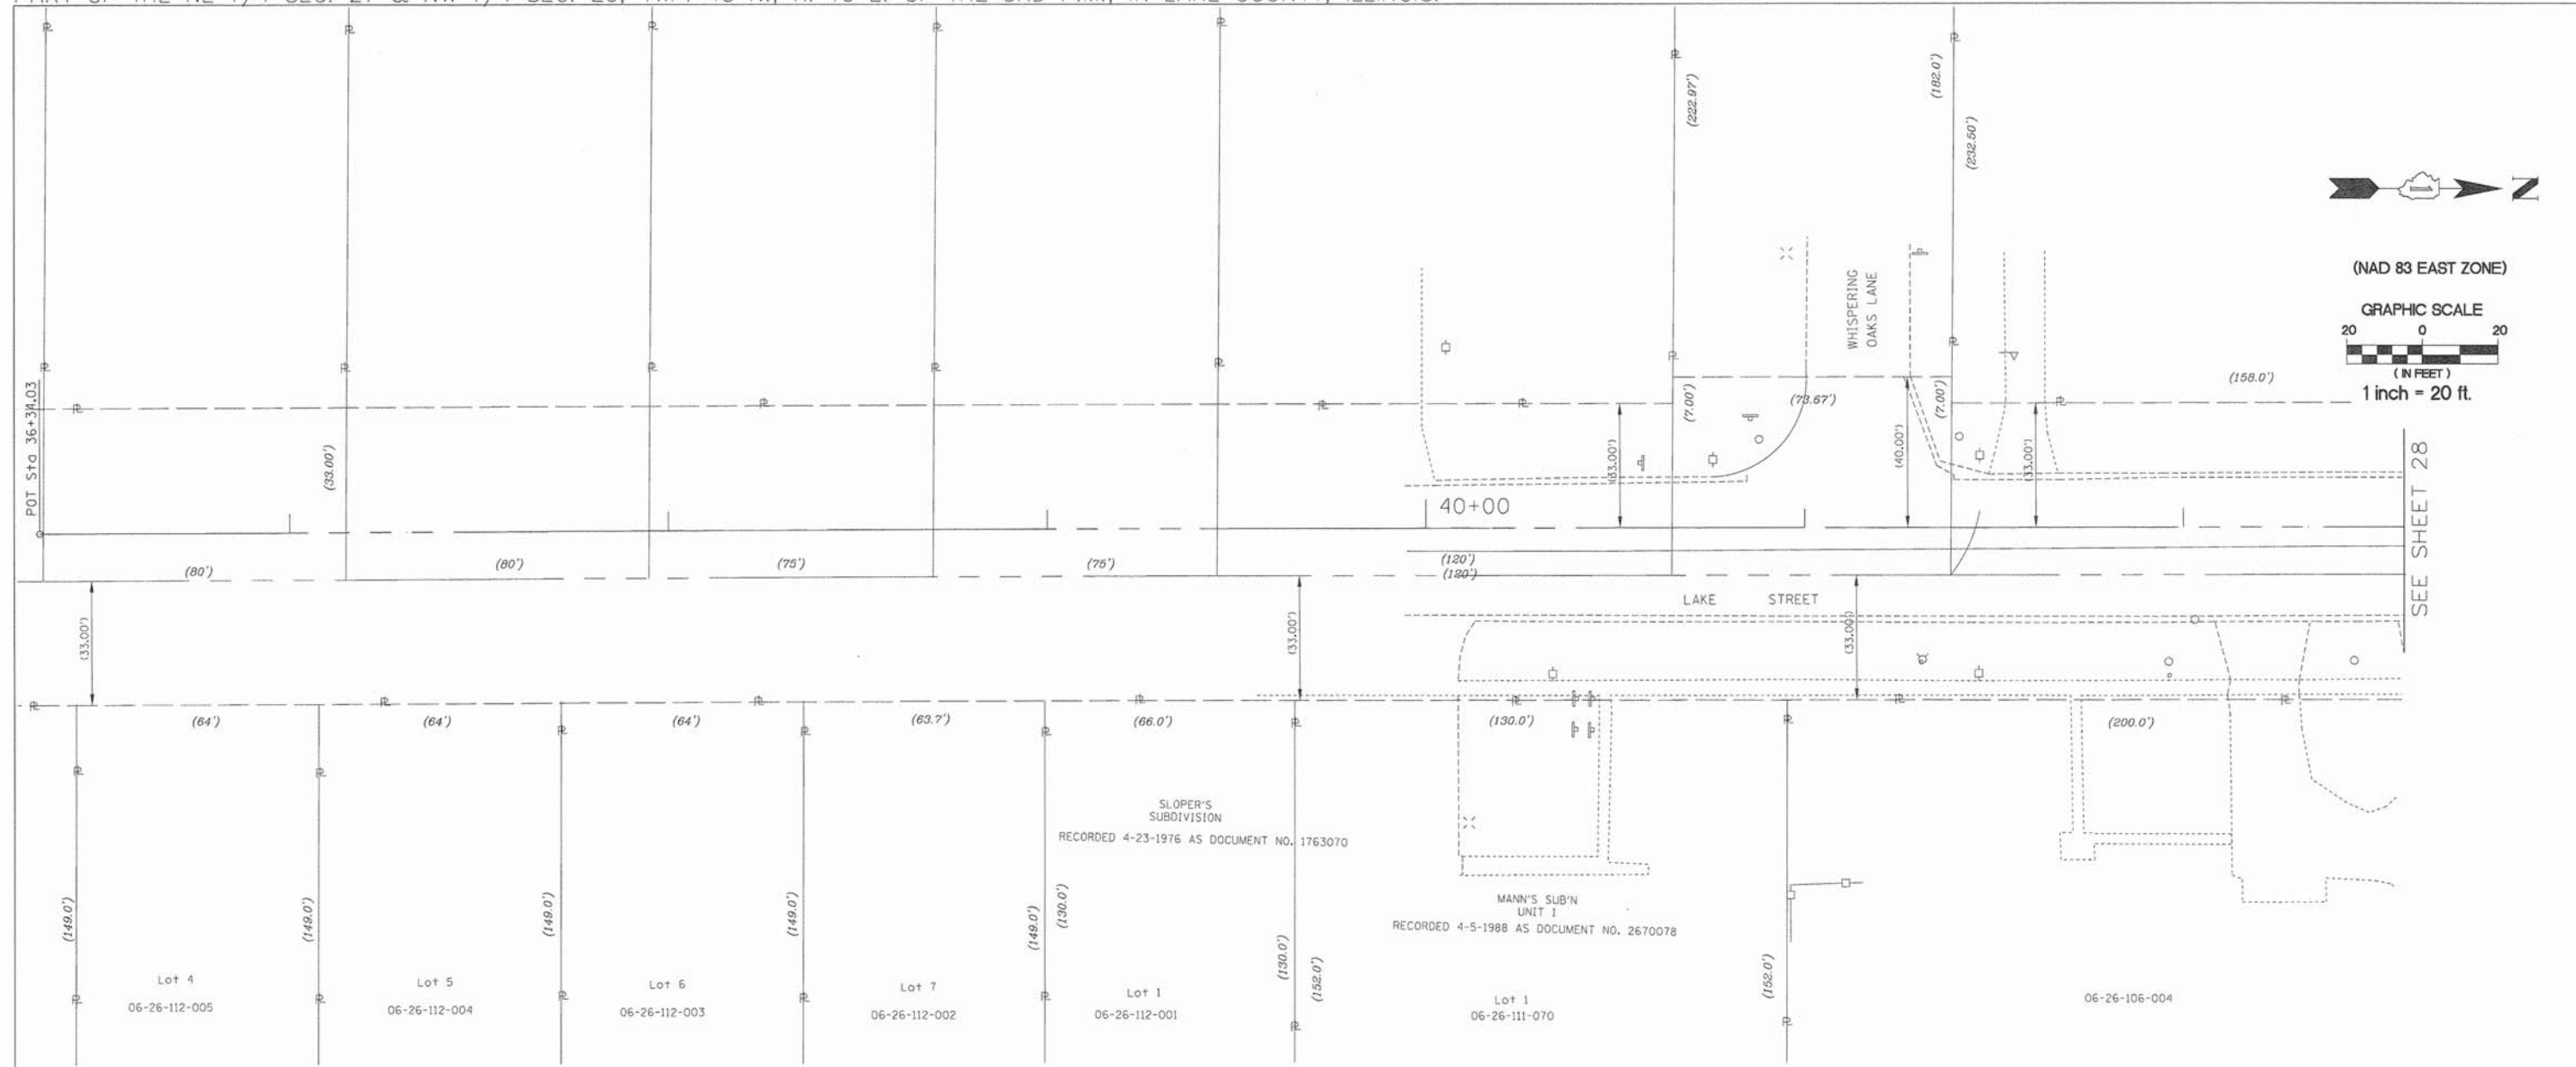 (222.97')
(182.0')
(232.50')
N
(NAD 83 EAST ZONE)
GRAPHIC SCALE
20 0 20
( IN FEET )
1 inch = 20 ft.
WHISPERING
OAKS LANE
(158.0')
POT Sta 36+34.03
(33.00')
(7.00')
(73.67')
(7.00')
(33.00')
(40.00')
(33.00')
40+00
SEE SHEET 28
(80')
(80')
(75')
(75')
(120')
(120')
LAKE STREET
(33.00')
(33.00')
(33.00')
(64')
(64')
(64')
(63.7')
(66.0')
(130.0')
(200.0')
SLOPER'S
SUBDIVISION
RECORDED 4-23-1976 AS DOCUMENT NO. 1763070
MANN'S SUB'N
UNIT 1
RECORDED 4-5-1988 AS DOCUMENT NO. 2670078
(149.0')
(149.0')
(149.0')
(149.0')
(149.0')
(130.0')
(130.0')
(152.0')
(152.0')
Lot 4
06-26-112-005
Lot 5
06-26-112-004
Lot 6
06-26-112-003
Lot 7
06-26-112-002
Lot 1
06-26-112-001
Lot 1
06-26-111-070
06-26-106-004